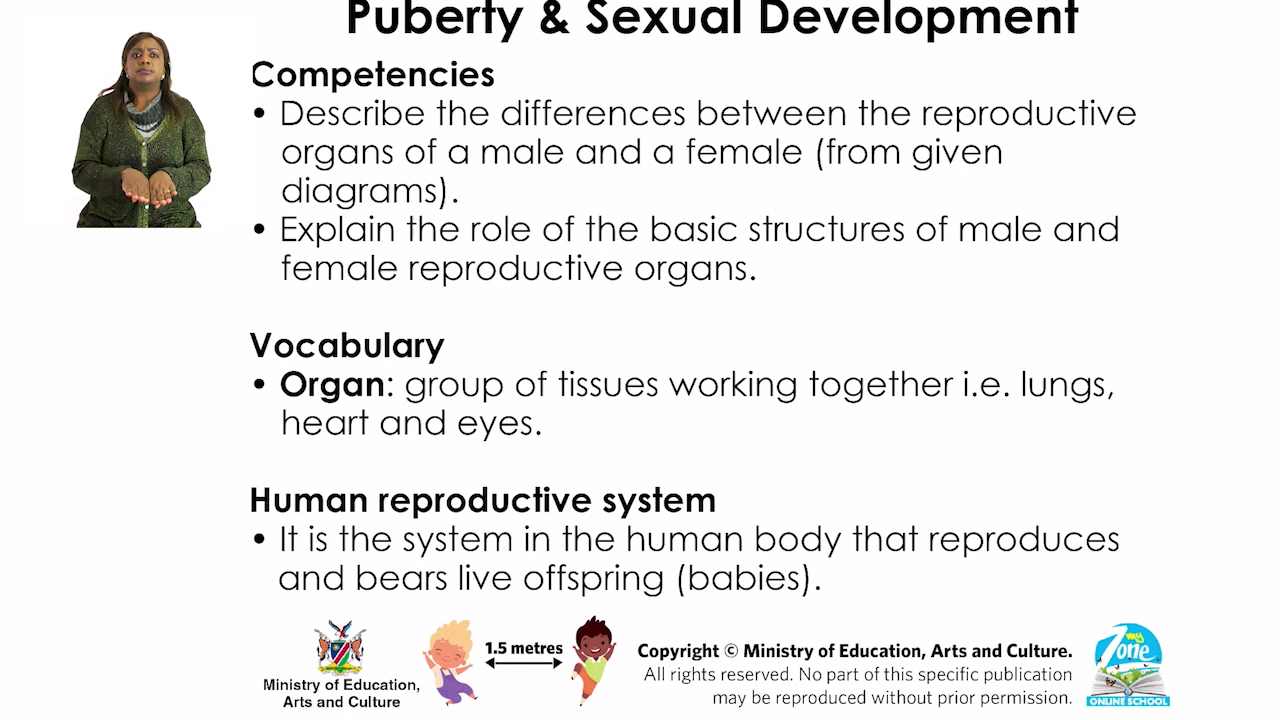 Puberty & Sexual Development
Competencies
• Describe the differences between the reproductive
organs of a male and a female (from given
diagrams).
• Explain the role of the basic structures of male and
female reproductive organs.
Vocabulary
• Organ: group of tissues working together i.e. lungs,
heart and eyes.
Human reproductive system
• It is the system in the human body that reproduces
and bears live offspring (babies).
Ministry of Education,
Arts and Culture
1.5 metres
Copyright © Ministry of Education, Arts and Culture.
All rights reserved. No part of this specific publication
may be reproduced without prior permission.
my
Zone
ONLINE SCHOOL